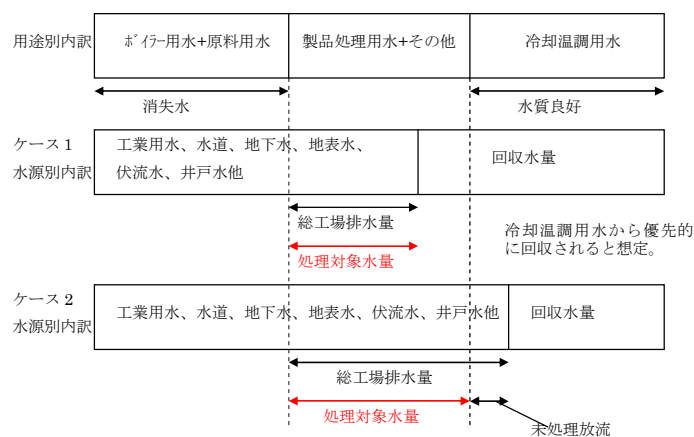 用途別内訳
ﾎﾞｲﾗｰ用水+原料用水
製品処理用水+その他
冷却温調用水
消失水
水質良好
ケース1
水源別内訳
工業用水、水道、地下水、地表水、
伏流水、井戸水他
回収水量
総工場排水量
処理対象水量
冷却温調用水から優先的
に回収されると想定。
ケース2
水源別内訳
工業用水、水道、地下水、地表水、伏流水、井戸水他
回収水量
総工場排水量
処理対象水量
未処理放流